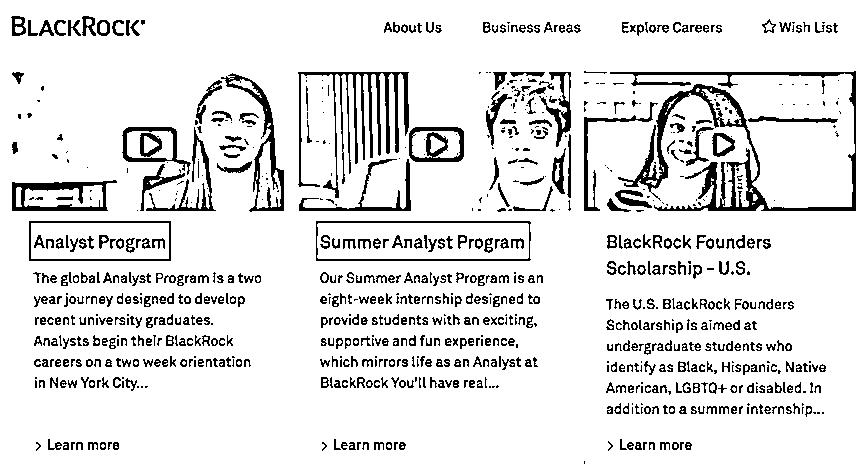 BLACKROCK®
About Us
Business Areas
Explore Careers
Wish List
Analyst Program
The global Analyst Program is a two
year journey designed to develop
recent university graduates.
Analysts begin their BlackRock
careers on a two week orientation
in New York City...
> Learn more
Summer Analyst Program
Our Summer Analyst Program is an
eight-week internship designed to
provide students with an exciting,
supportive and fun experience,
which mirrors life as an Analyst at
BlackRock You'll have real...
> Learn more
BlackRock Founders
Scholarship - U.S.
The U.S. BlackRock Founders
Scholarship is aimed at
undergraduate students who
identify as Black, Hispanic, Native
American, LGBTQ+ or disabled. In
addition to a summer internship...
> Learn more